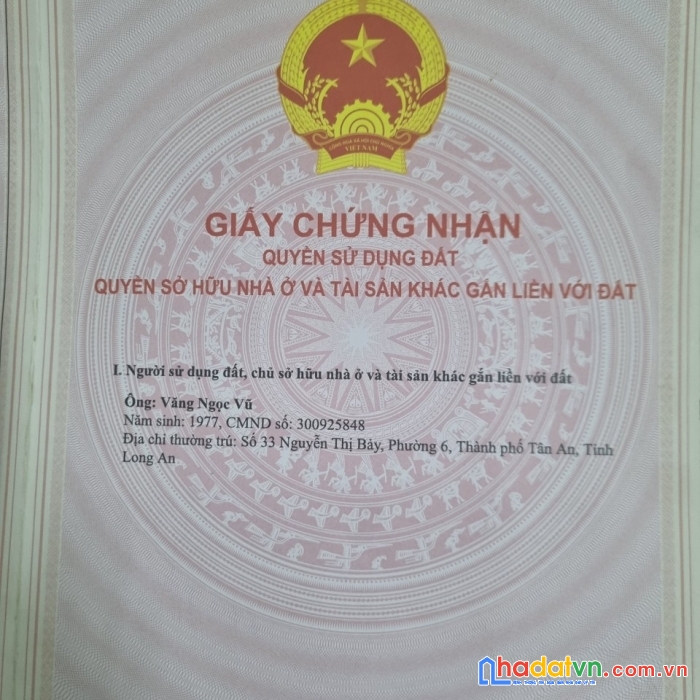 VIỆT NAM
GIẤY CHỨNG NHẬN
QUYỀN SỬ DỤNG ĐẤT
QUYỀN SỞ HỮU NHÀ Ở VÀ TÀI SẢN KHÁC GẮN LIỀN VỚI ĐẤT
I. Người sử dụng đất, chủ sở hữu nhà ở và tài sản khác gắn liền với đất
Ông: Văng Ngọc Vũ
Năm sinh: 1977, CMND số: 300925848
Địa chỉ thường trú: Số 33 Nguyễn Thị Bảy, Phường 6, Thành phố Tân An, Tỉnh
Long An
nhadatvn.com.vn